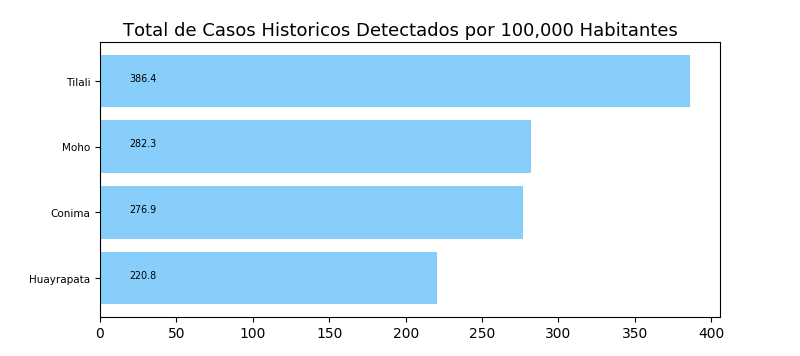 Total de Casos Historicos Detectados por 100,000 Habitantes
Tilali 386.4
Moho 282.3
Conima 276.9
Huayrapata 220.8
0 50 100 150 200 250 300 350 400